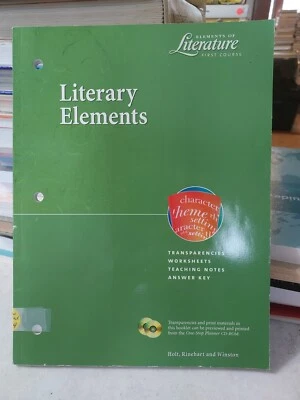 ELEMENTS OF
Literature
FIRST COURSE
Literary
Elements
character
theme
setting
TRANSPARENCIES
WORKSHEETS
TEACHING NOTES
ANSWER KEY
Transparencies and print materials in
this booklet can be previewed and printed
from the One-Stop Planner CD-ROM
Holt, Rinehart and Winston